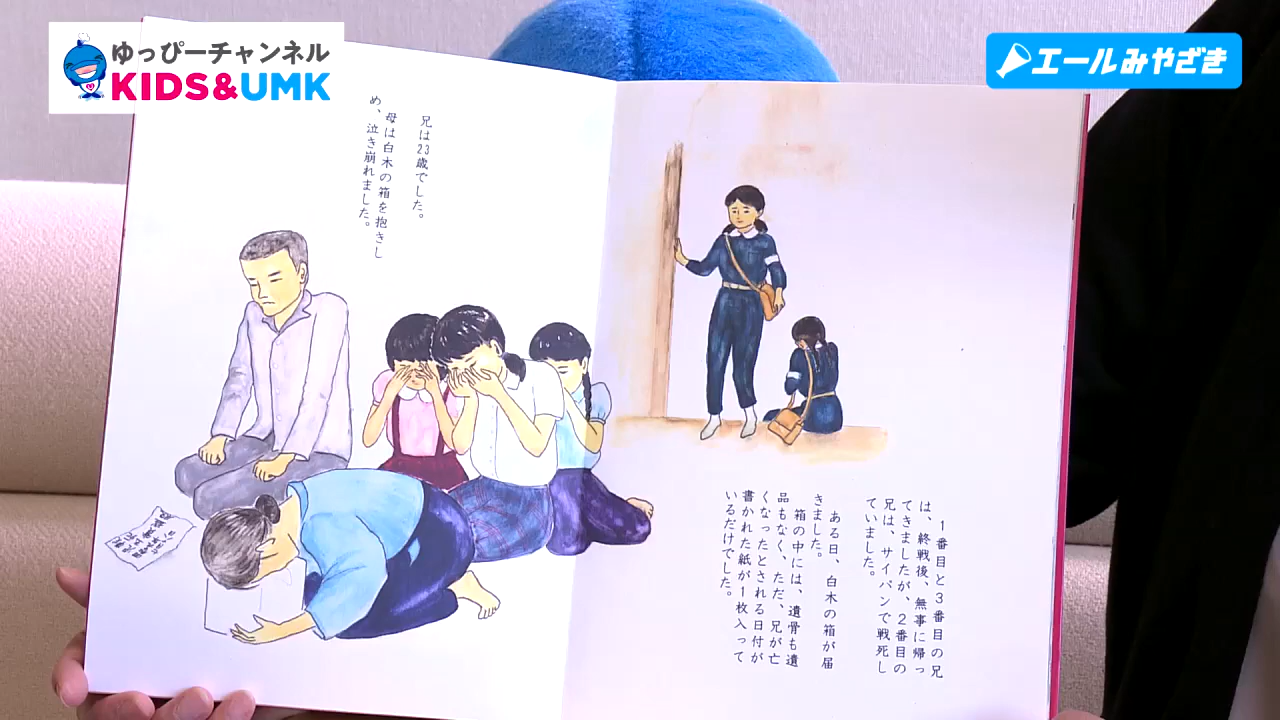 ゆっぴーチャンネル
KIDS&UMK
エールみやざき
１番目と３番目の兄
は、終戦後、無事に帰っ
てきましたが、２番目の
兄は、サイパンで戦死し
ていました。
ある日、白木の箱が届
きました。
箱の中には、遺骨も遺
品もなく、ただ、兄が亡
くなったとされる日付が
書かれた紙が１枚入って
いるだけでした。
兄は23歳でした。
母は白木の箱を抱きし
め、泣き崩れました。